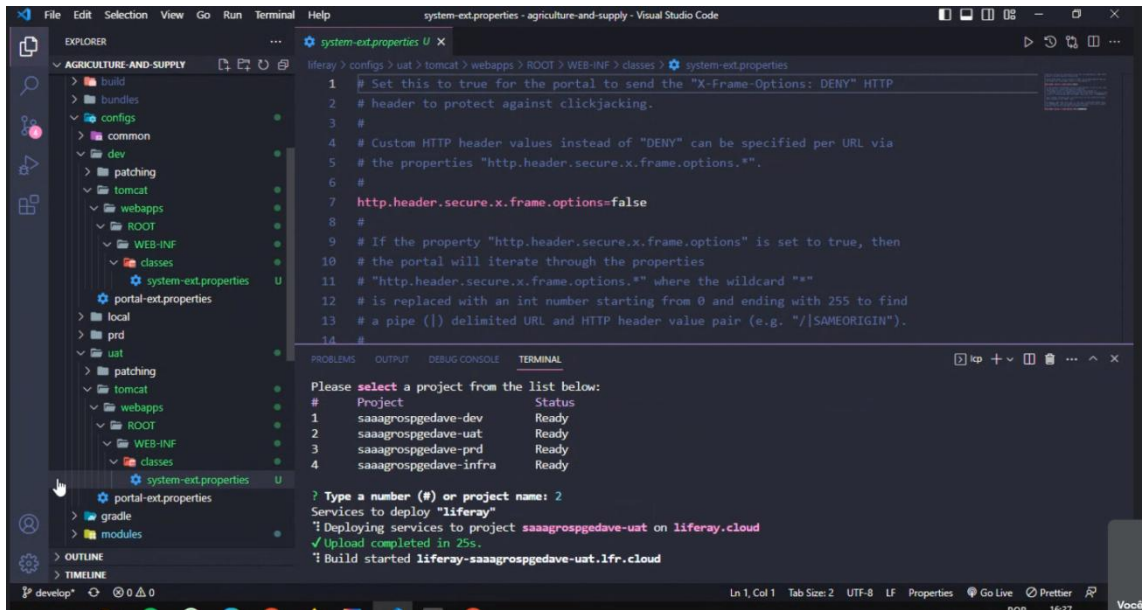 File Edit Selection View Go Run Terminal Help
system-ext.properties - agriculture-and-supply - Visual Studio Code
EXPLORER
AGRICULTURE-AND-SUPPLY
build
bundles
configs
common
dev
patching
tomcat
webapps
ROOT
WEB-INF
classes
system-ext.properties U
portal-ext.properties
local
prd
uat
patching
tomcat
webapps
ROOT
WEB-INF
classes
system-ext.properties U
portal-ext.properties
gradle
modules
OUTLINE
TIMELINE
system-ext.properties U
liferay > configs > uat > tomcat > webapps > ROOT > WEB-INF > classes > system-ext.properties
1 # Set this to true for the portal to send the "X-Frame-Options: DENY" HTTP
2 # header to protect against clickjacking.
3 #
4 # Custom HTTP header values instead of "DENY" can be specified per URL via
5 # the properties "http.header.secure.x.frame.options.*".
6 #
7 http.header.secure.x.frame.options=false
8 #
9 # If the property "http.header.secure.x.frame.options" is set to true, then
10 # the portal will iterate through the properties
11 # "http.header.secure.x.frame.options.*" where the wildcard "*"
12 # is replaced with an int number starting from 0 and ending with 255 to find
13 # a pipe (|) delimited URL and HTTP header value pair (e.g. "/|SAMEORIGIN").
14 #
PROBLEMS OUTPUT DEBUG CONSOLE TERMINAL
lcp
Please select a project from the list below:
# Project Status
1 saaagrospgedave-dev Ready
2 saaagrospgedave-uat Ready
3 saaagrospgedave-prd Ready
4 saaagrospgedave-infra Ready
? Type a number (#) or project name: 2
Services to deploy "liferay"
Deploying services to project saaagrospgedave-uat on liferay.cloud
✓ Upload completed in 25s.
Build started liferay-saaagrospgedave-uat.lfr.cloud
develop* 0 0 Ln 1, Col 1 Tab Size: 2 UTF-8 LF Properties Go Live Prettier
POR 16:27
Você